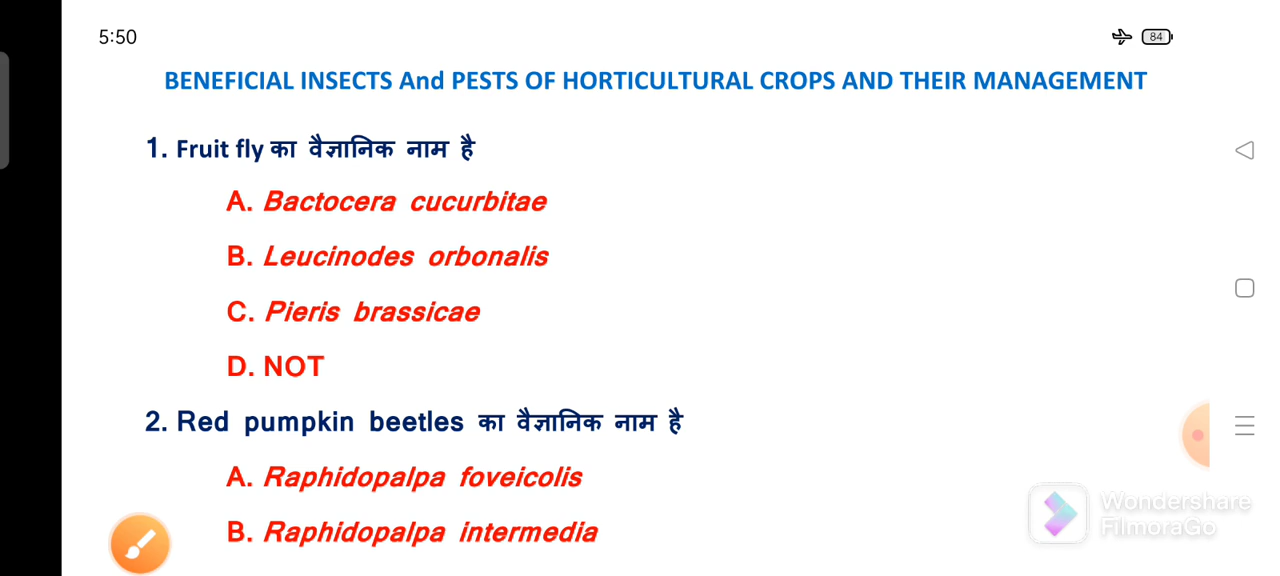 5:50
84
BENEFICIAL INSECTS And PESTS OF HORTICULTURAL CROPS AND THEIR MANAGEMENT
1. Fruit fly का वैज्ञानिक नाम है
A. Bactocera cucurbitae
B. Leucinodes orbonalis
C. Pieris brassicae
D. NOT
2. Red pumpkin beetles का वैज्ञानिक नाम है
A. Raphidopalpa foveicolis
B. Raphidopalpa intermedia
Wondershare
FilmoraGo